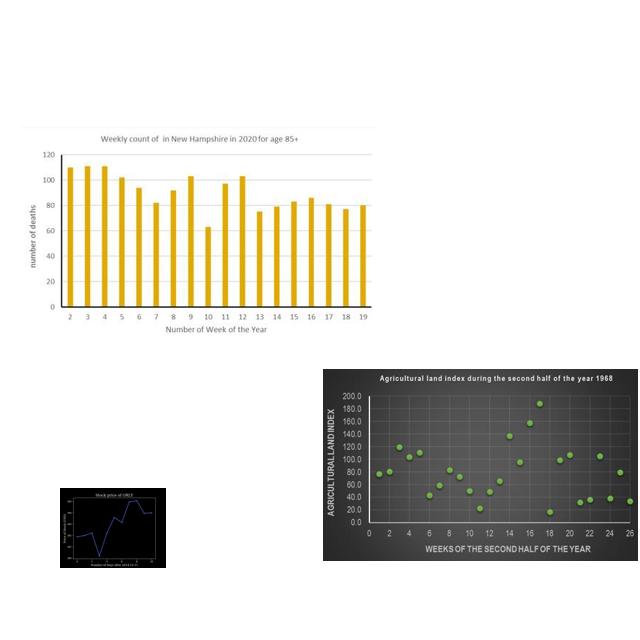 Weekly count of  in New Hampshire in 2020 for age 85+
120
100
80
60
40
20
0
number of deaths
2 3 4 5 6 7 8 9 10 11 12 13 14 15 16 17 18 19
Number of Week of the Year
Agricultural land index during the second half of the year 1968
200.0
180.0
160.0
140.0
120.0
100.0
80.0
60.0
40.0
20.0
0.0
AGRICULTURAL LAND INDEX
0 2 4 6 8 10 12 14 16 18 20 22 24 26
WEEKS OF THE SECOND HALF OF THE YEAR
Stock price of ORLY